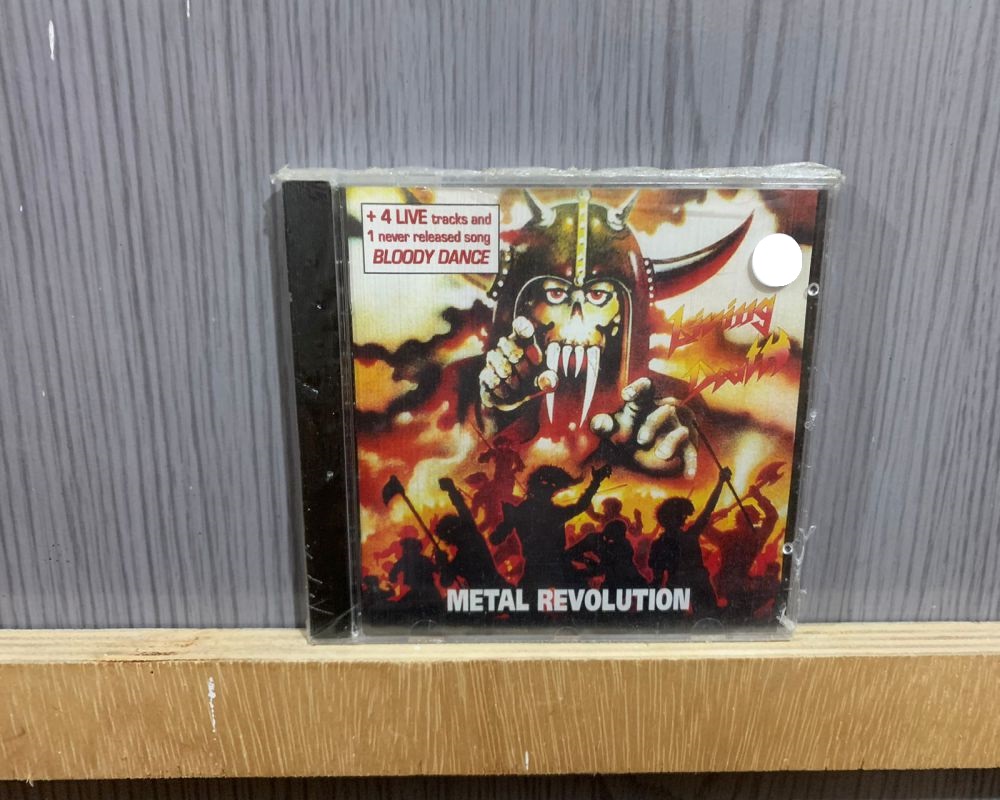 + 4 LIVE tracks and
1 never released song
BLOODY DANCE
Living
Death
METAL REVOLUTION